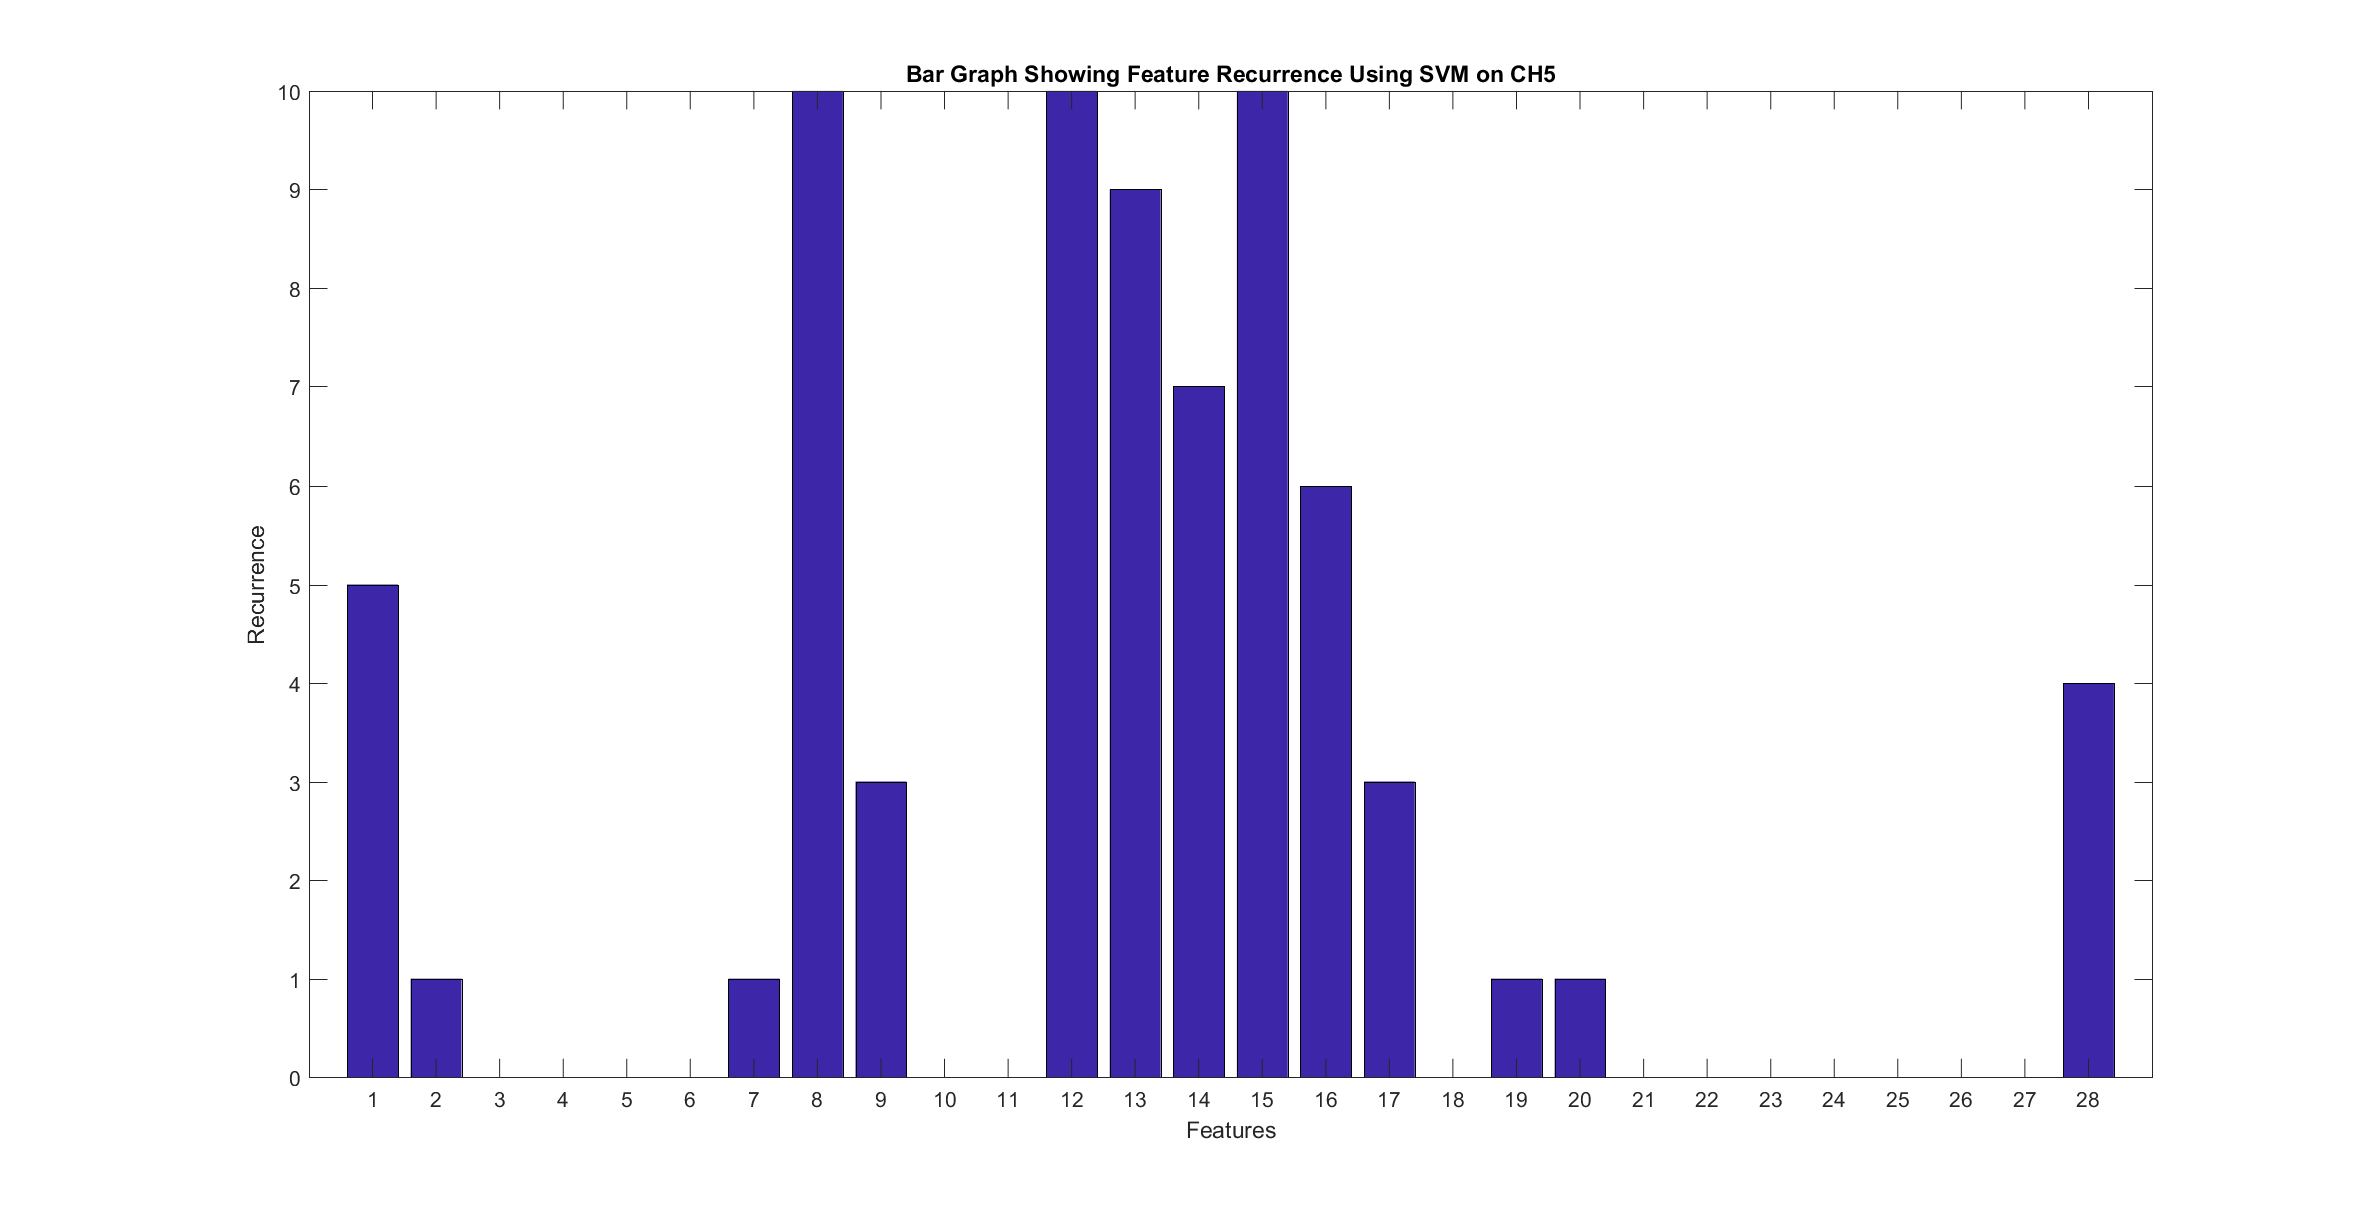 Bar Graph Showing Feature Recurrence Using SVM on CH5
10
9
8
7
6
5
4
3
2
1
0
Recurrence
1 2 3 4 5 6 7 8 9 10 11 12 13 14 15 16 17 18 19 20 21 22 23 24 25 26 27 28
Features